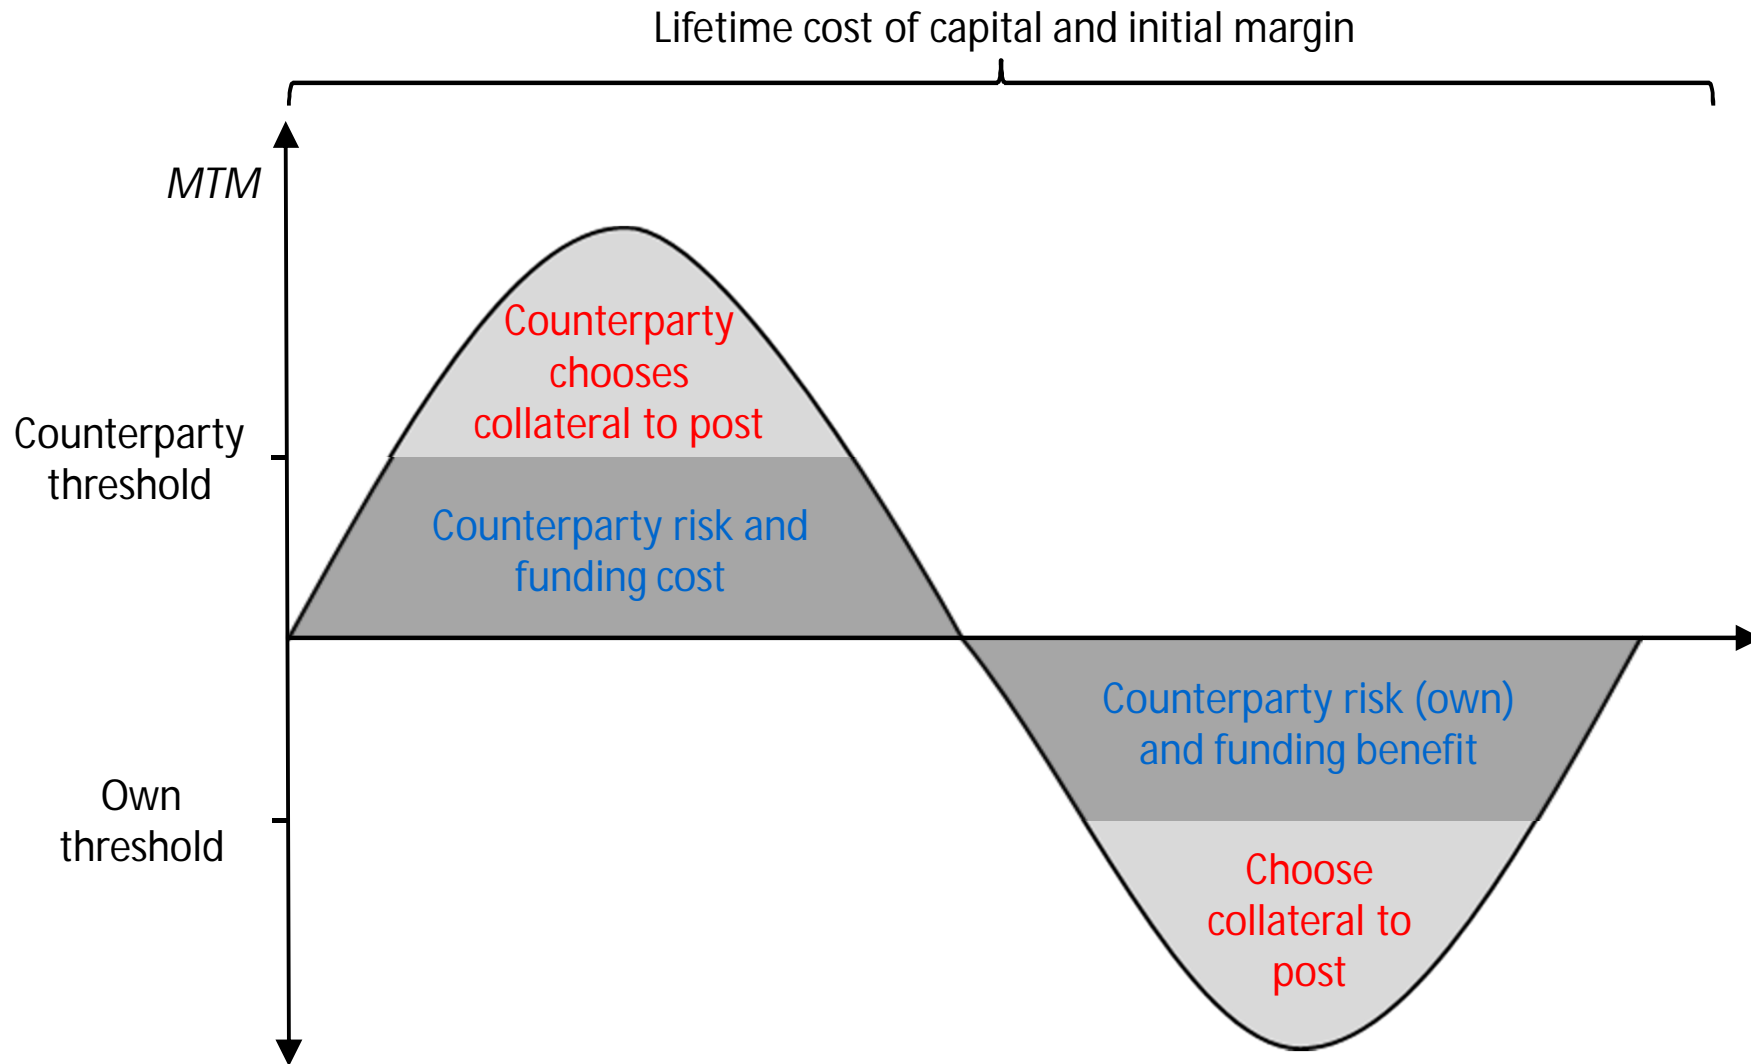 Lifetime cost of capital and initial margin
MTM
Counterparty
chooses
collateral to post
Counterparty
threshold
Counterparty risk and
funding cost
Counterparty risk (own)
and funding benefit
Own
threshold
Choose
collateral to
post